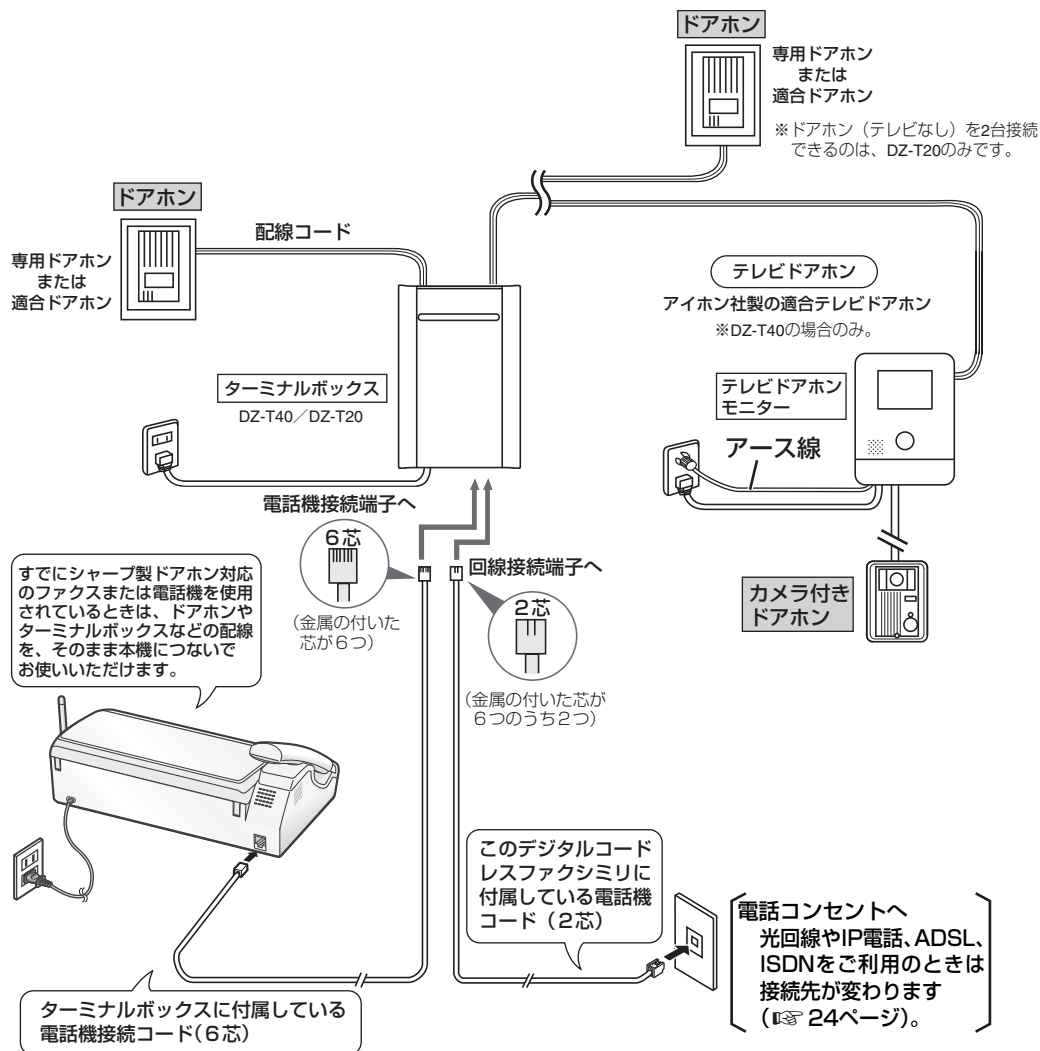 ドアホン
専用ドアホン
または
適合ドアホン
※ドアホン（テレビなし）を2台接続
できるのは、DZ-T20のみです。
ドアホン
配線コード
専用ドアホン
または
適合ドアホン
テレビドアホン
アイホン社製の適合テレビドアホン
※DZ-T40の場合のみ。
ターミナルボックス
DZ-T40／DZ-T20
テレビドアホン
モニター
アース線
電話機接続端子へ
6芯
（金属の付いた
芯が6つ）
回線接続端子へ
2芯
（金属の付いた芯が
6つのうち2つ）
カメラ付き
ドアホン
すでにシャープ製ドアホン対応
のファクスまたは電話機を使用
されているときは、ドアホンや
ターミナルボックスなどの配線
を、そのまま本機につないで
お使いいただけます。
このデジタルコード
レスファクシミリに
付属している電話機
コード（2芯）
電話コンセントへ
光回線やIP電話、ADSL、
ISDNをご利用のときは
接続先が変わります
（☞ 24ページ）。
ターミナルボックスに付属している
電話機接続コード（6芯）